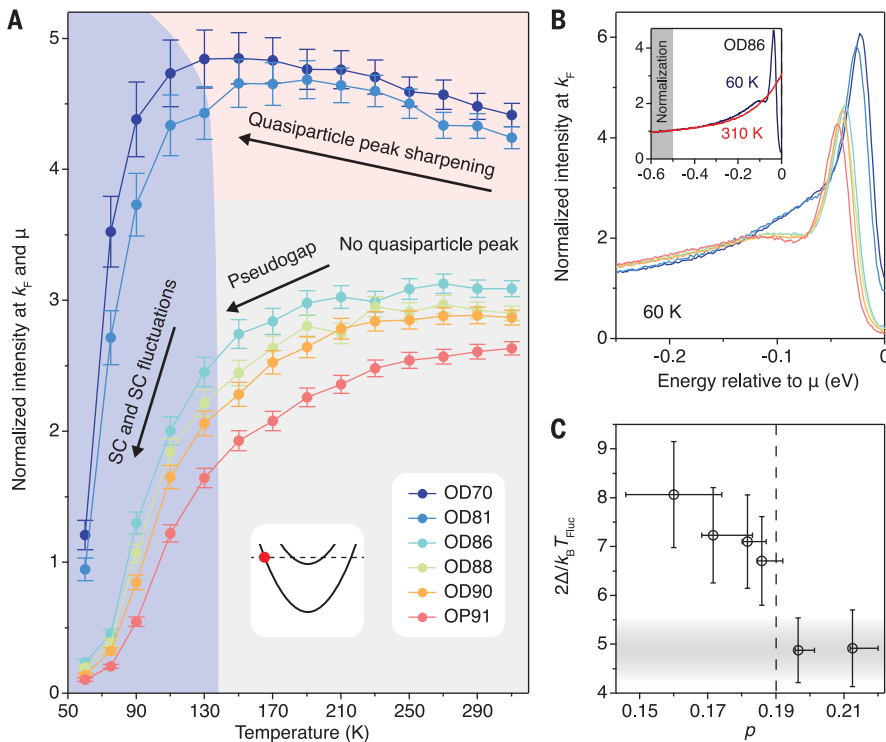 A
Normalized intensity at kF and μ
5
4
3
2
1
0
50
90
130
170
210
250
290
Temperature (K)
Quasiparticle peak sharpening
No quasiparticle peak
Pseudogap
SC and SC fluctuations
OD70
OD81
OD86
OD88
OD90
OP91
B
Normalized intensity at kF
6
4
2
0
-0.2
-0.1
0
Energy relative to μ (eV)
60 K
Normalization
OD86
60 K
310 K
4
2
0
-0.6
-0.4
-0.2
0
C
2Δ/kBTFluc
9
8
7
6
5
4
0.15
0.17
0.19
0.21
p